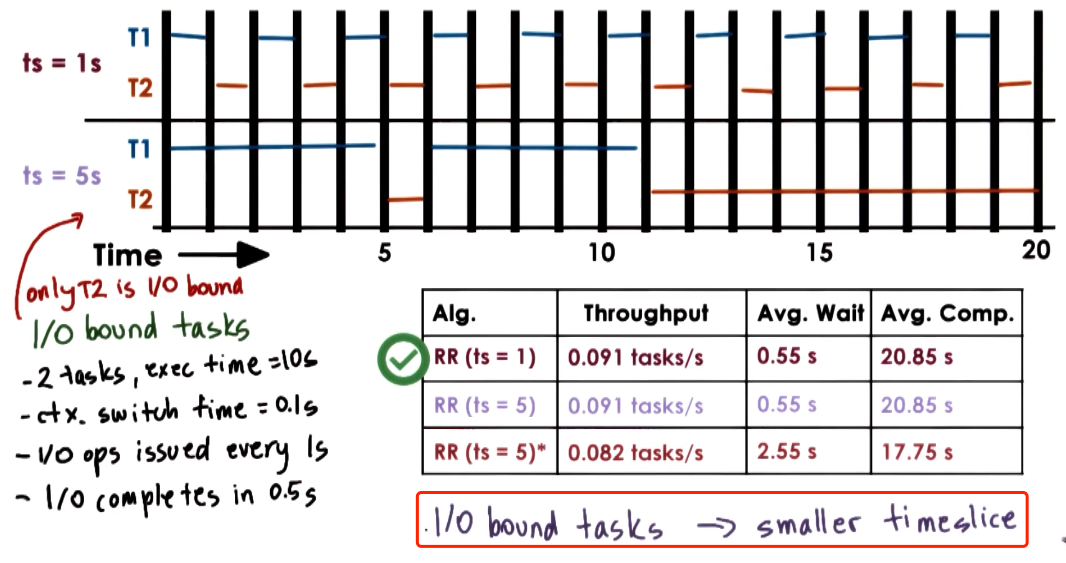 T1
ts = 1s
T2
T1
ts = 5s
T2
Time
5 10 15 20
only T2 is I/O bound
I/O bound tasks
- 2 tasks, exec time = 10s
- ctx. switch time = 0.1s
- I/O ops issued every 1s
- I/O completes in 0.5s
Alg. Throughput Avg. Wait Avg. Comp.
RR (ts = 1) 0.091 tasks/s 0.55 s 20.85 s
RR (ts = 5) 0.091 tasks/s 0.55 s 20.85 s
RR (ts = 5)* 0.082 tasks/s 2.55 s 17.75 s
I/O bound tasks → smaller timeslice